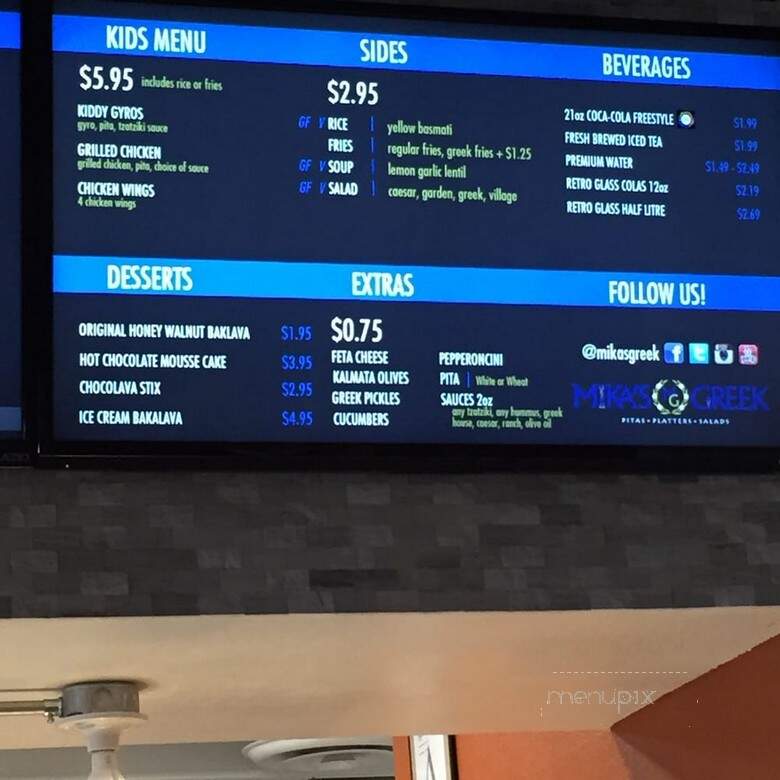 KIDS MENU
$5.95 includes rice or fries
KIDDY GYROS
gyro, pita, tzatziki sauce
GRILLED CHICKEN
grilled chicken, pita, choice of sauce
CHICKEN WINGS
4 chicken wings
SIDES
$2.95
GF V RICE | yellow basmati
FRIES | regular fries, greek fries + $1.25
GF V SOUP | lemon garlic lentil
GF V SALAD | caesar, garden, greek, village
BEVERAGES
21oz COCA-COLA FREESTYLE $1.99
FRESH BREWED ICED TEA $1.99
PREMIUM WATER $1.49 - $2.49
RETRO GLASS COLAS 12oz $2.19
RETRO GLASS HALF LITRE $2.69
DESSERTS
ORIGINAL HONEY WALNUT BAKLAVA $1.95
HOT CHOCOLATE MOUSSE CAKE $3.95
CHOCOLAVA STIX $2.95
ICE CREAM BAKALAVA $4.95
EXTRAS
$0.75
FETA CHEESE
KALMATA OLIVES
GREEK PICKLES
CUCUMBERS
PEPPERONCINI
PITA | White or Wheat
SAUCES 2oz
any tzatziki, any hummus, greek
house, caesar, ranch, olive oil
FOLLOW US!
@mikasgreek
MIKA'S G GREEK
PITAS • PLATTERS • SALADS
menupix